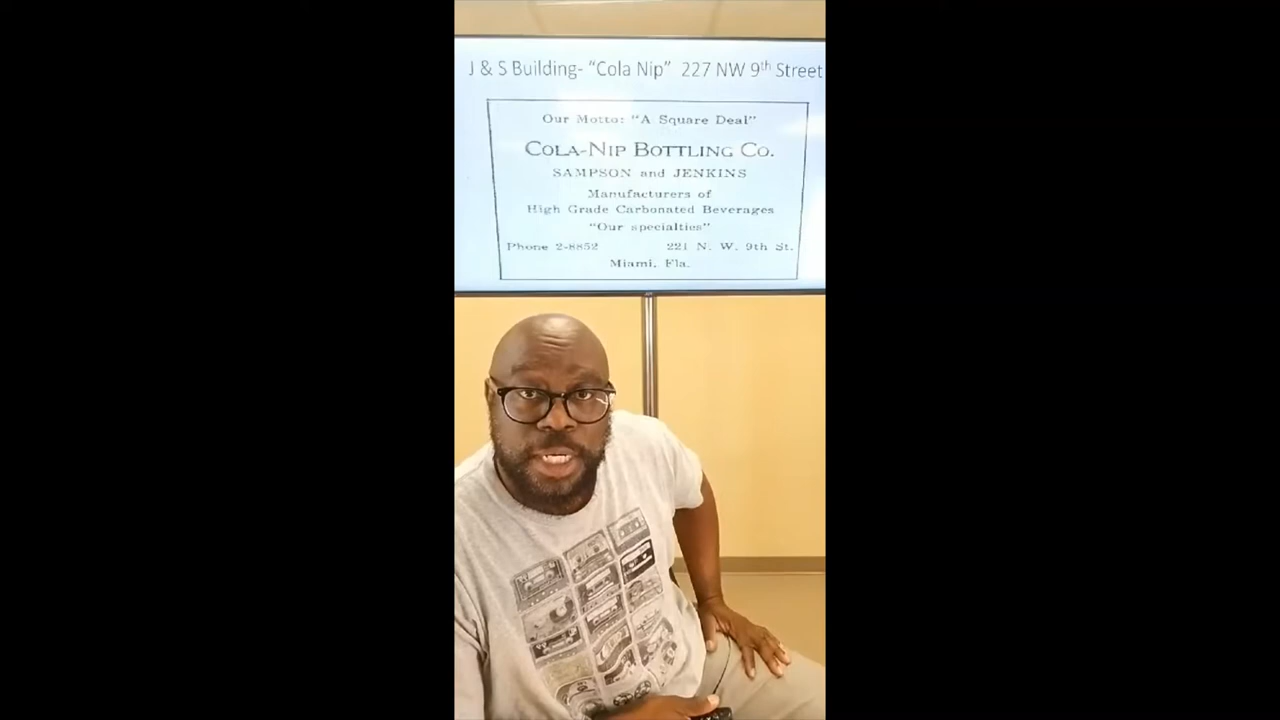 J & S Building- “Cola Nip” 227 NW 9th Street
Our Motto: "A Square Deal"
COLA-NIP BOTTLING CO.
SAMPSON and JENKINS
Manufacturers of
High Grade Carbonated Beverages
"Our specialties"
Phone 2-8852 221 N. W. 9th St.
Miami, Fla.